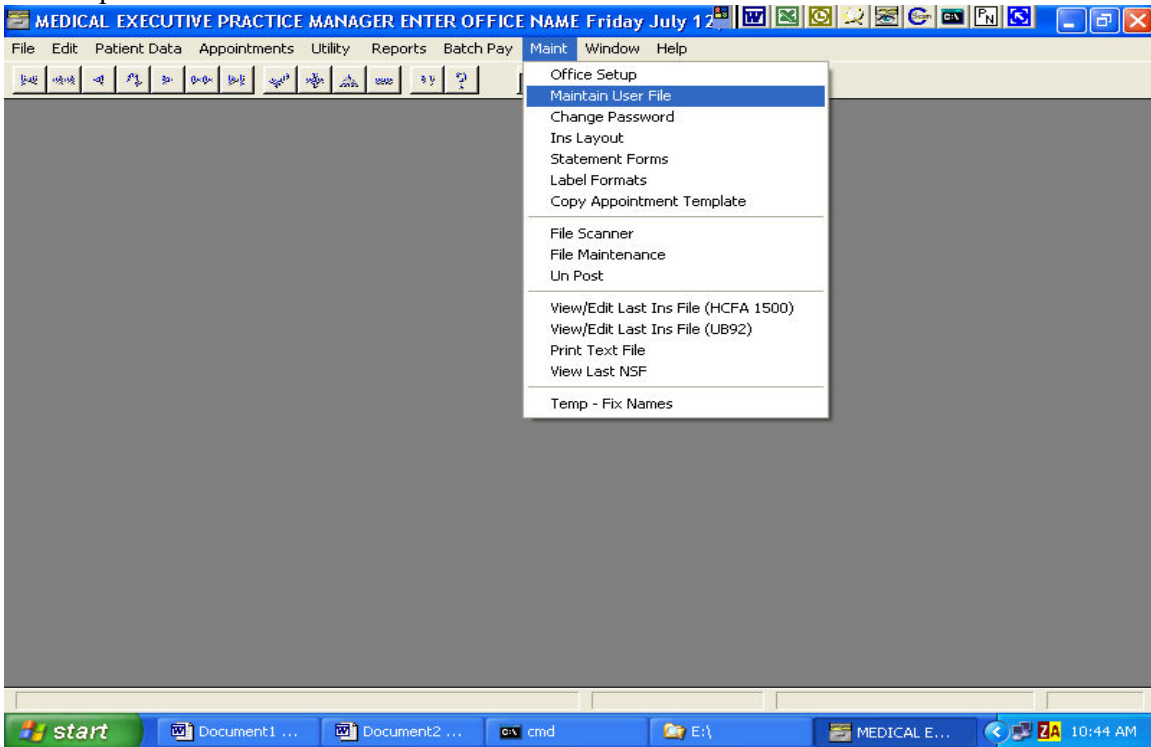 MEDICAL EXECUTIVE PRACTICE MANAGER ENTER OFFICE NAME Friday July 12
File Edit Patient Data Appointments Utility Reports Batch Pay Maint Window Help
Office Setup
Maintain User File
Change Password
Ins Layout
Statement Forms
Label Formats
Copy Appointment Template
File Scanner
File Maintenance
Un Post
View/Edit Last Ins File (HCFA 1500)
View/Edit Last Ins File (UB92)
Print Text File
View Last NSF
Temp - Fix Names
start Document1 ... Document2 ... cmd E:\ MEDICAL E... ZA 10:44 AM